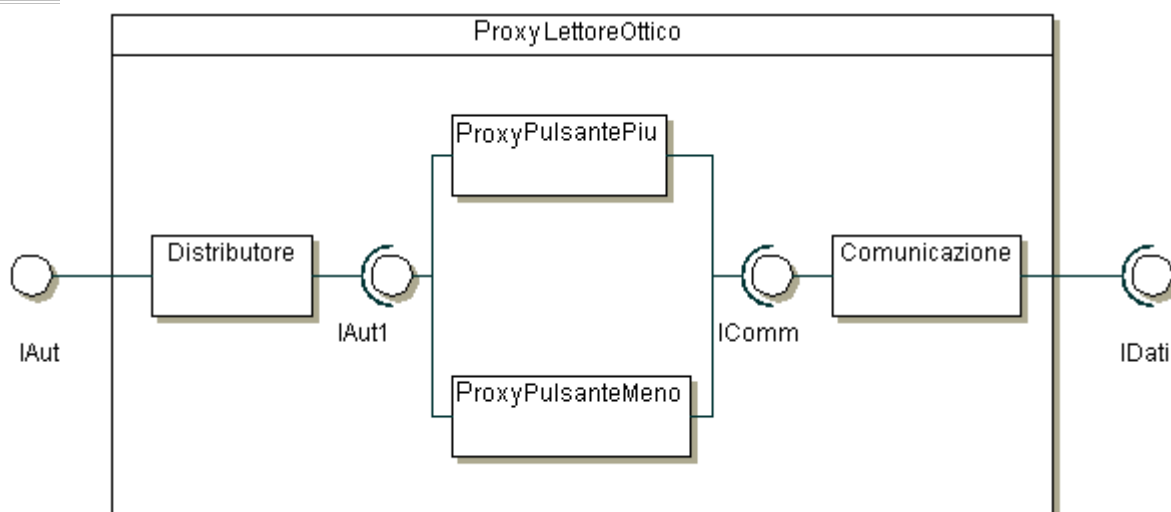 ProxyLettoreOttico
ProxyPulsantePiu
Distributore
Comunicazione
IAut1
IComm
IAut
IDati
ProxyPulsanteMeno